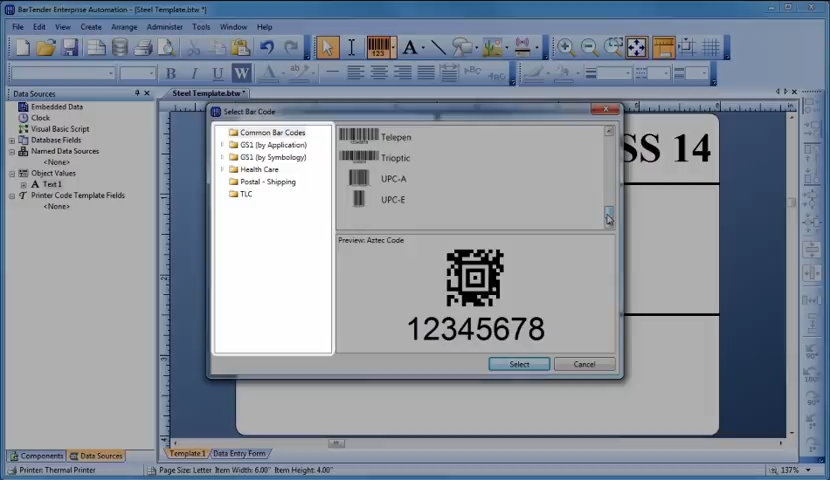 BarTender Enterprise Automation - [Steel Template.btw *]
File Edit View Create Arrange Administer Tools Window Help
Data Sources
Steel Template.btw *
Embedded Data
Clock
Visual Basic Script
Database Fields
Named Data Sources
<None>
Object Values
Text 1
Printer Code Template Fields
<None>
Select Bar Code
Common Bar Codes
GS1 (by Application)
GS1 (by Symbology)
Health Care
Postal - Shipping
TLC
Telepen
Trioptic
UPC-A
UPC-E
Preview: Aztec Code
12345678
Select Cancel
SS 14
Components Data Sources
Template 1 Data Entry Form
Printer: Thermal Printer Page Size: Letter Item Width: 6.00" Item Height: 4.00" 137%